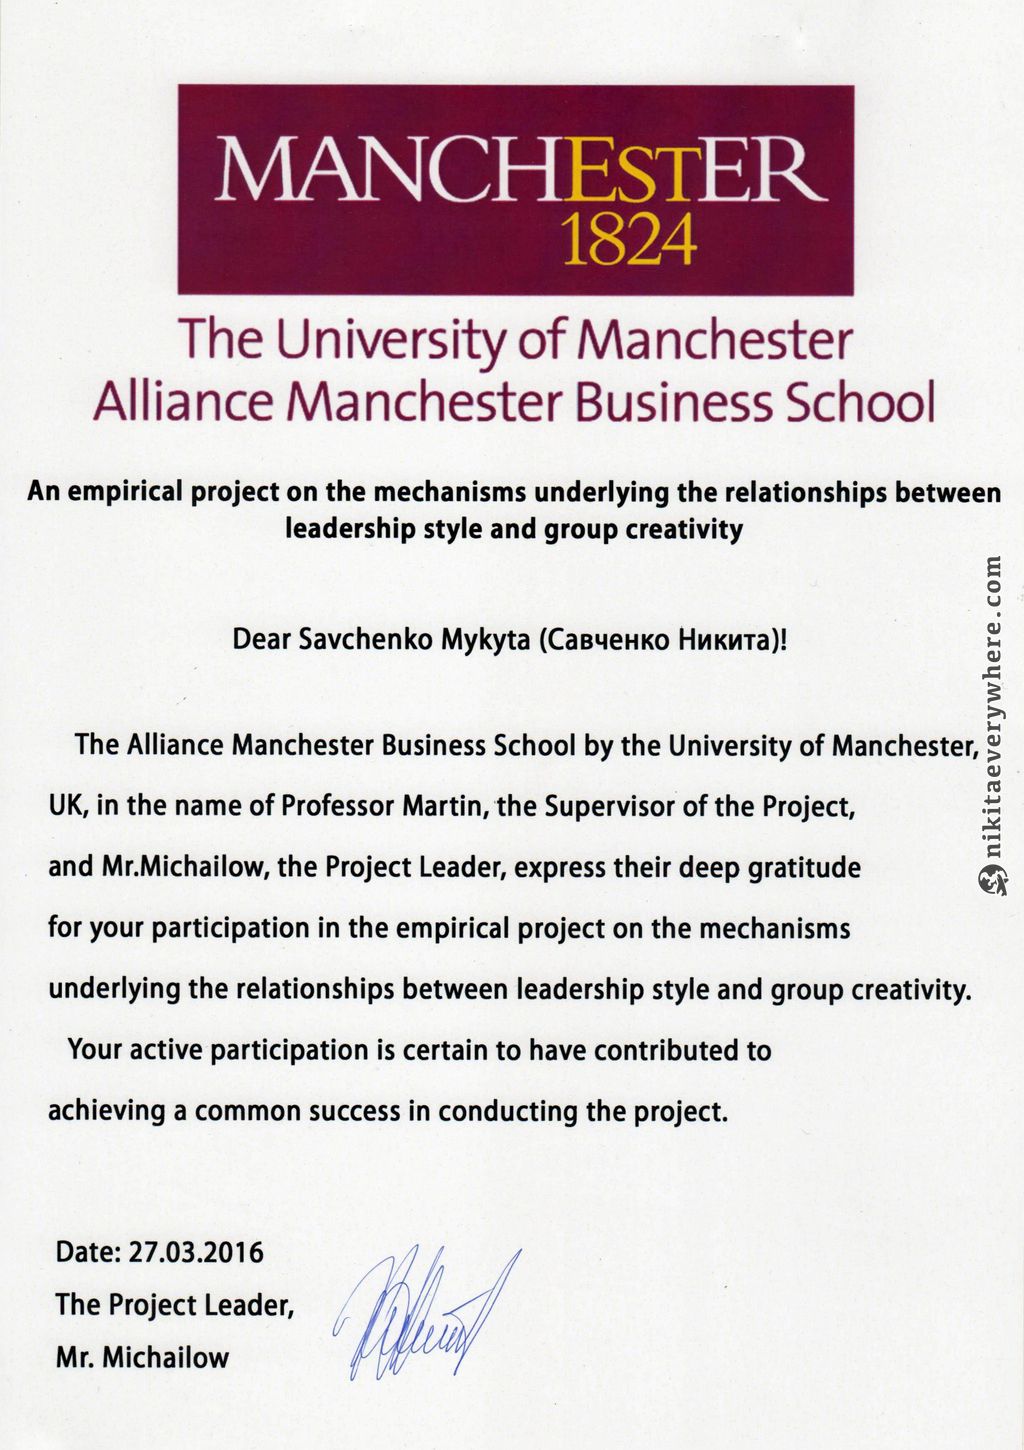 MANCHESTER
1824
The University of Manchester
Alliance Manchester Business School
An empirical project on the mechanisms underlying the relationships between
leadership style and group creativity
Dear Savchenko Mykyta (Савченко Никита)!
The Alliance Manchester Business School by the University of Manchester,
UK, in the name of Professor Martin, the Supervisor of the Project,
and Mr.Michailow, the Project Leader, express their deep gratitude
for your participation in the empirical project on the mechanisms
underlying the relationships between leadership style and group creativity.
Your active participation is certain to have contributed to
achieving a common success in conducting the project.
Date: 27.03.2016
The Project Leader,
Mr. Michailow
nikitaeverywhere.com